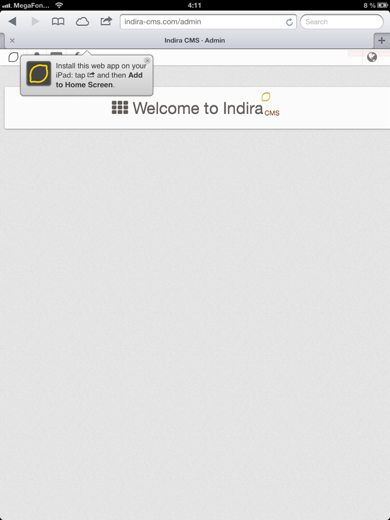 MegaFon... 4:11 8 %
indira-cms.com/admin Search
Indira CMS - Admin
Install this web app on your
iPad: tap and then Add
to Home Screen.
Welcome to Indira CMS